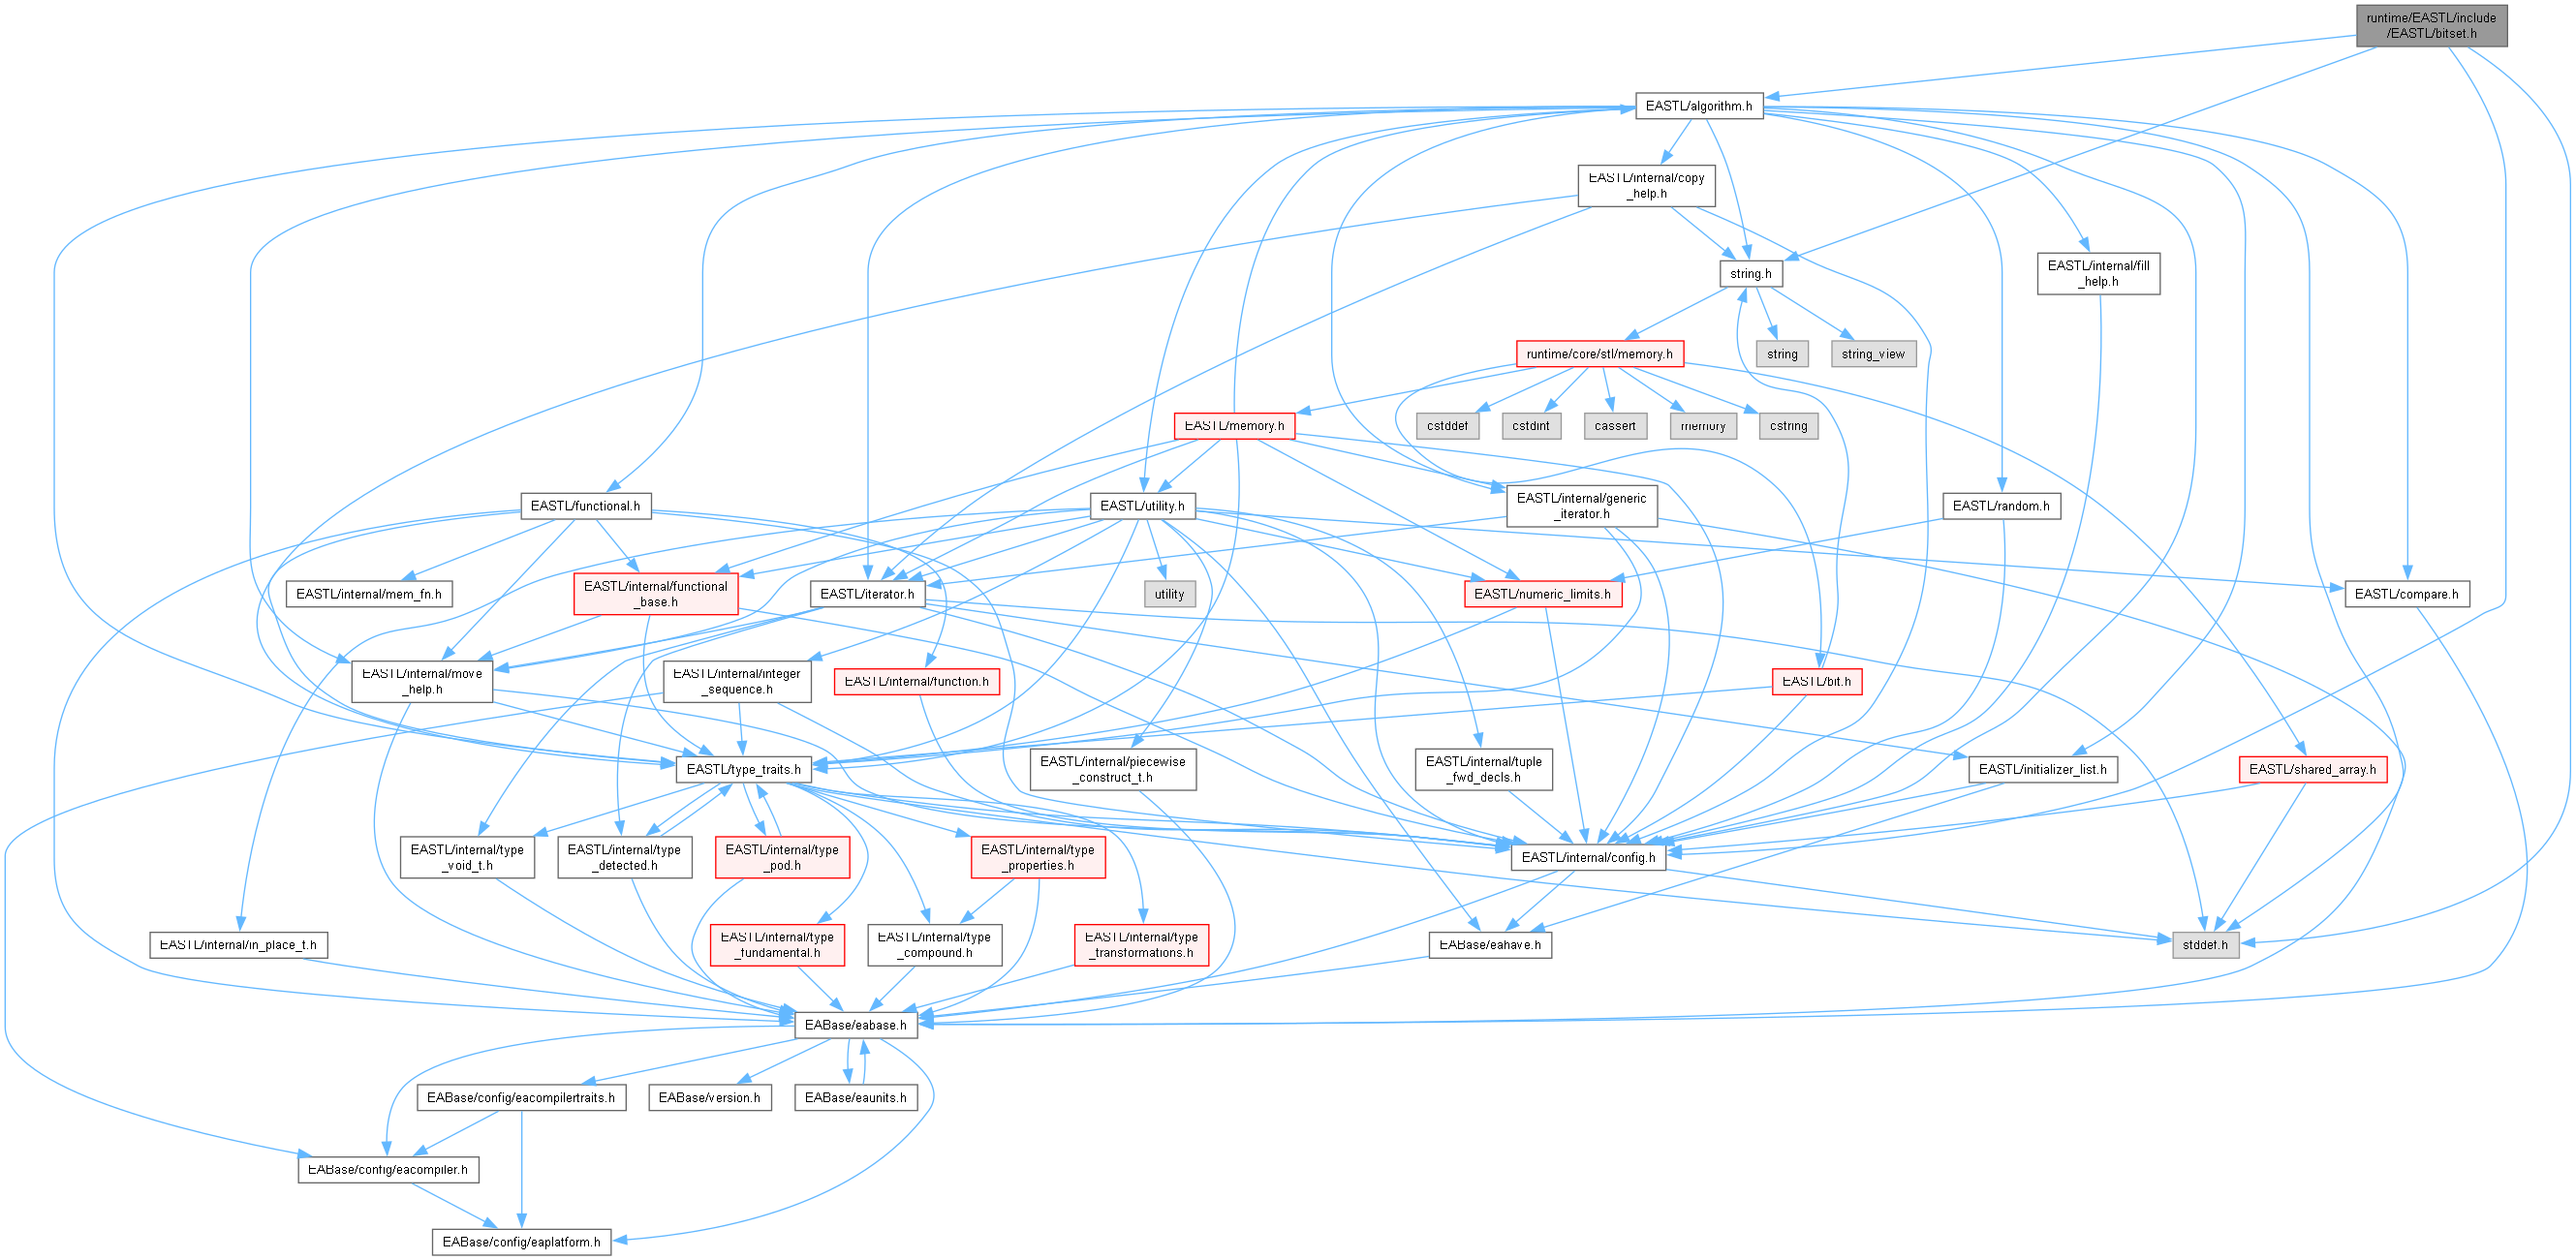 runtime/EASTL/include
/EASTL/bitset.h
EASTL/algorithm.h
EASTL/internal/copy
_help.h
string.h
EASTL/internal/fill
_help.h
runtime/core/stl/memory.h
string
string_view
EASTL/memory.h
cstddef
cstdint
cassert
memory
cstring
EASTL/functional.h
EASTL/utility.h
EASTL/internal/generic
_iterator.h
EASTL/random.h
EASTL/internal/mem_fn.h
EASTL/internal/functional
_base.h
EASTL/iterator.h
utility
EASTL/numeric_limits.h
EASTL/compare.h
EASTL/internal/move
_help.h
EASTL/internal/integer
_sequence.h
EASTL/internal/function.h
EASTL/bit.h
EASTL/type_traits.h
EASTL/internal/piecewise
_construct_t.h
EASTL/internal/tuple
_fwd_decls.h
EASTL/initializer_list.h
EASTL/shared_array.h
EASTL/internal/type
_void_t.h
EASTL/internal/type
_detected.h
EASTL/internal/type
_pod.h
EASTL/internal/type
_properties.h
EASTL/internal/config.h
EASTL/internal/in_place_t.h
EASTL/internal/type
_fundamental.h
EASTL/internal/type
_compound.h
EASTL/internal/type
_transformations.h
EABase/eahave.h
stddef.h
EABase/eabase.h
EABase/config/eacompilertraits.h
EABase/version.h
EABase/eaunits.h
EABase/config/eacompiler.h
EABase/config/eaplatform.h